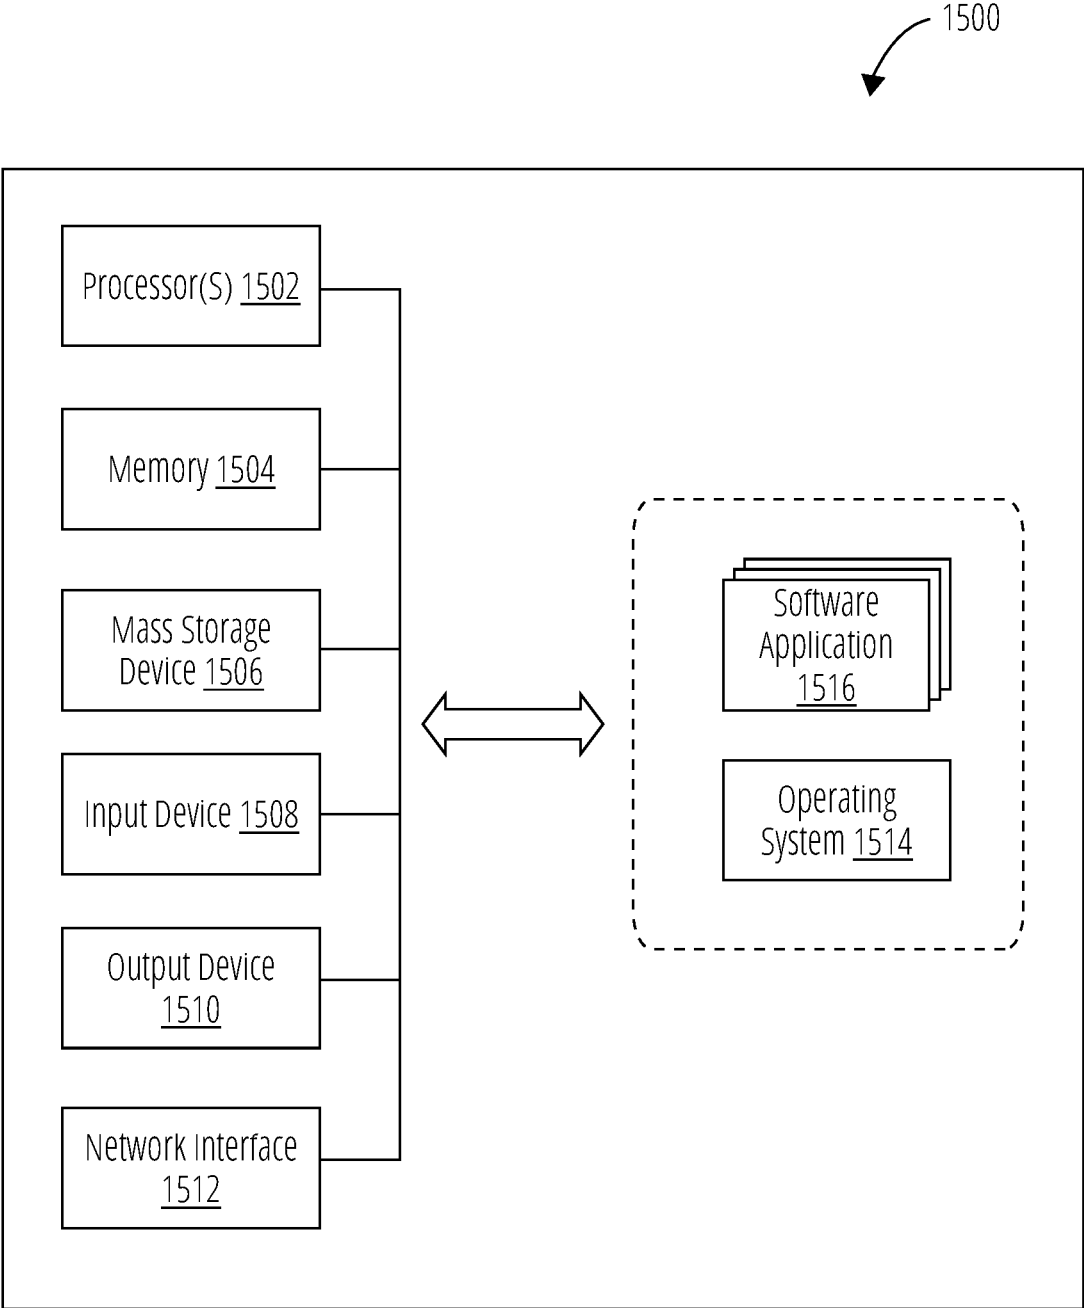 1500
Processor(S) 1502
Memory 1504
Mass Storage
Device 1506
Input Device 1508
Output Device
1510
Network Interface
1512
Software
Application
1516
Operating
System 1514